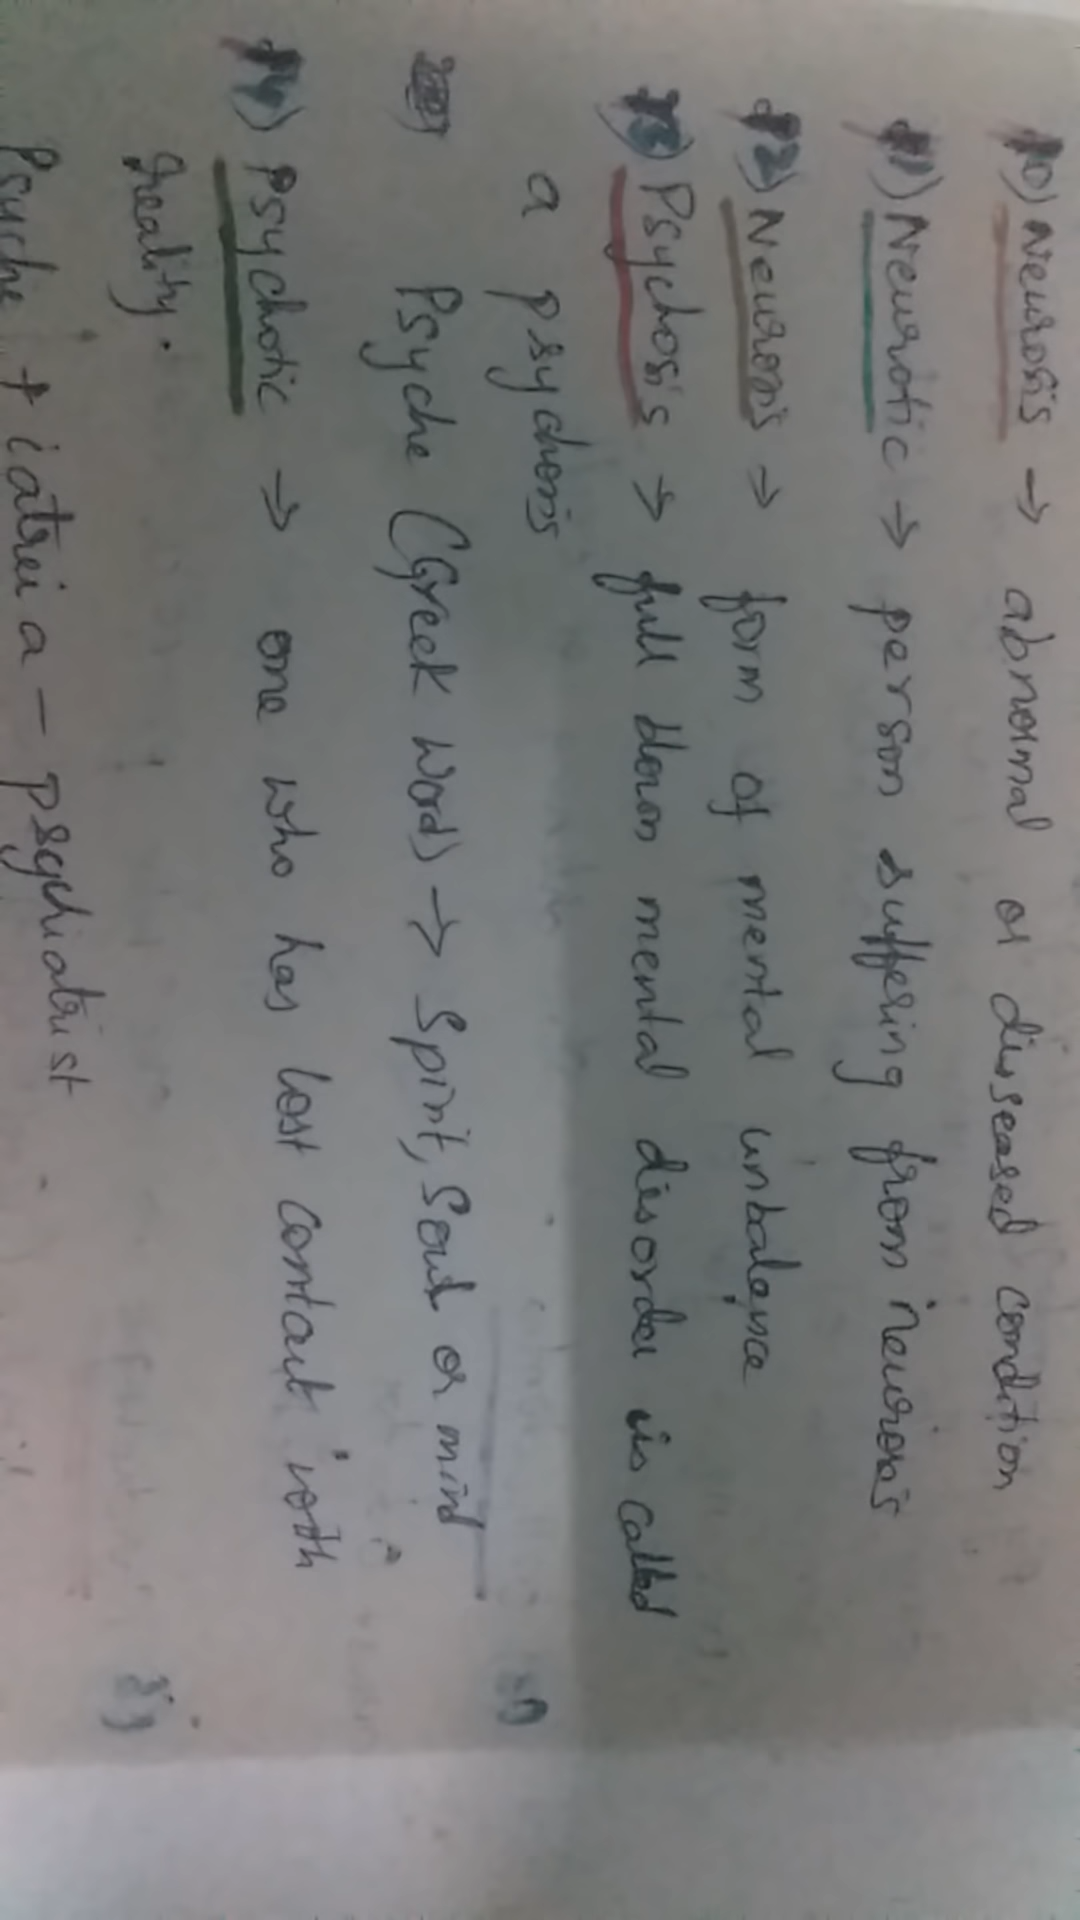 10) Neurosis → abnormal or diseased condition
11) Neurotic → person suffering from neurosis
12) Neurosis → form of mental unbalance
13) Psychosis → full blown mental disorder is called
a psychosis
Psyche (Greek word) → Spirit, Soul or mind
14) Psychotic → one who has lost contact with
reality.
Psyche + iatreia - psychiatrist